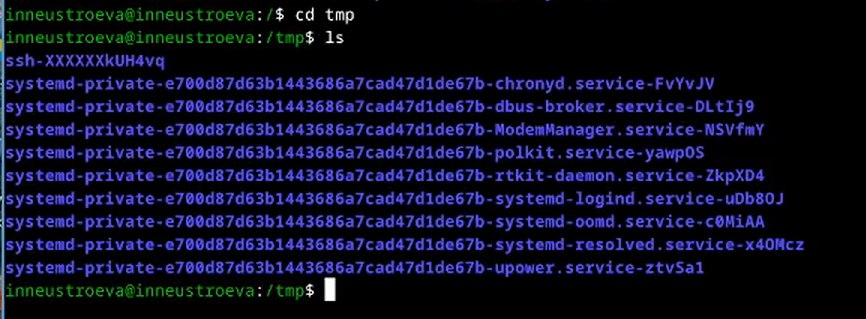 inneustroeva@inneustroeva:/$ cd tmp
inneustroeva@inneustroeva:/tmp$ ls
ssh-XXXXXXkUH4vq
systemd-private-e700d87d63b1443686a7cad47d1de67b-chronyd.service-FvYvJV
systemd-private-e700d87d63b1443686a7cad47d1de67b-dbus-broker.service-DLtIj9
systemd-private-e700d87d63b1443686a7cad47d1de67b-ModemManager.service-NSVfmY
systemd-private-e700d87d63b1443686a7cad47d1de67b-polkit.service-yawpOS
systemd-private-e700d87d63b1443686a7cad47d1de67b-rtkit-daemon.service-ZkpXD4
systemd-private-e700d87d63b1443686a7cad47d1de67b-systemd-logind.service-uDb8OJ
systemd-private-e700d87d63b1443686a7cad47d1de67b-systemd-oomd.service-c0MiAA
systemd-private-e700d87d63b1443686a7cad47d1de67b-systemd-resolved.service-x4OMcz
systemd-private-e700d87d63b1443686a7cad47d1de67b-upower.service-ztvSa1
inneustroeva@inneustroeva:/tmp$